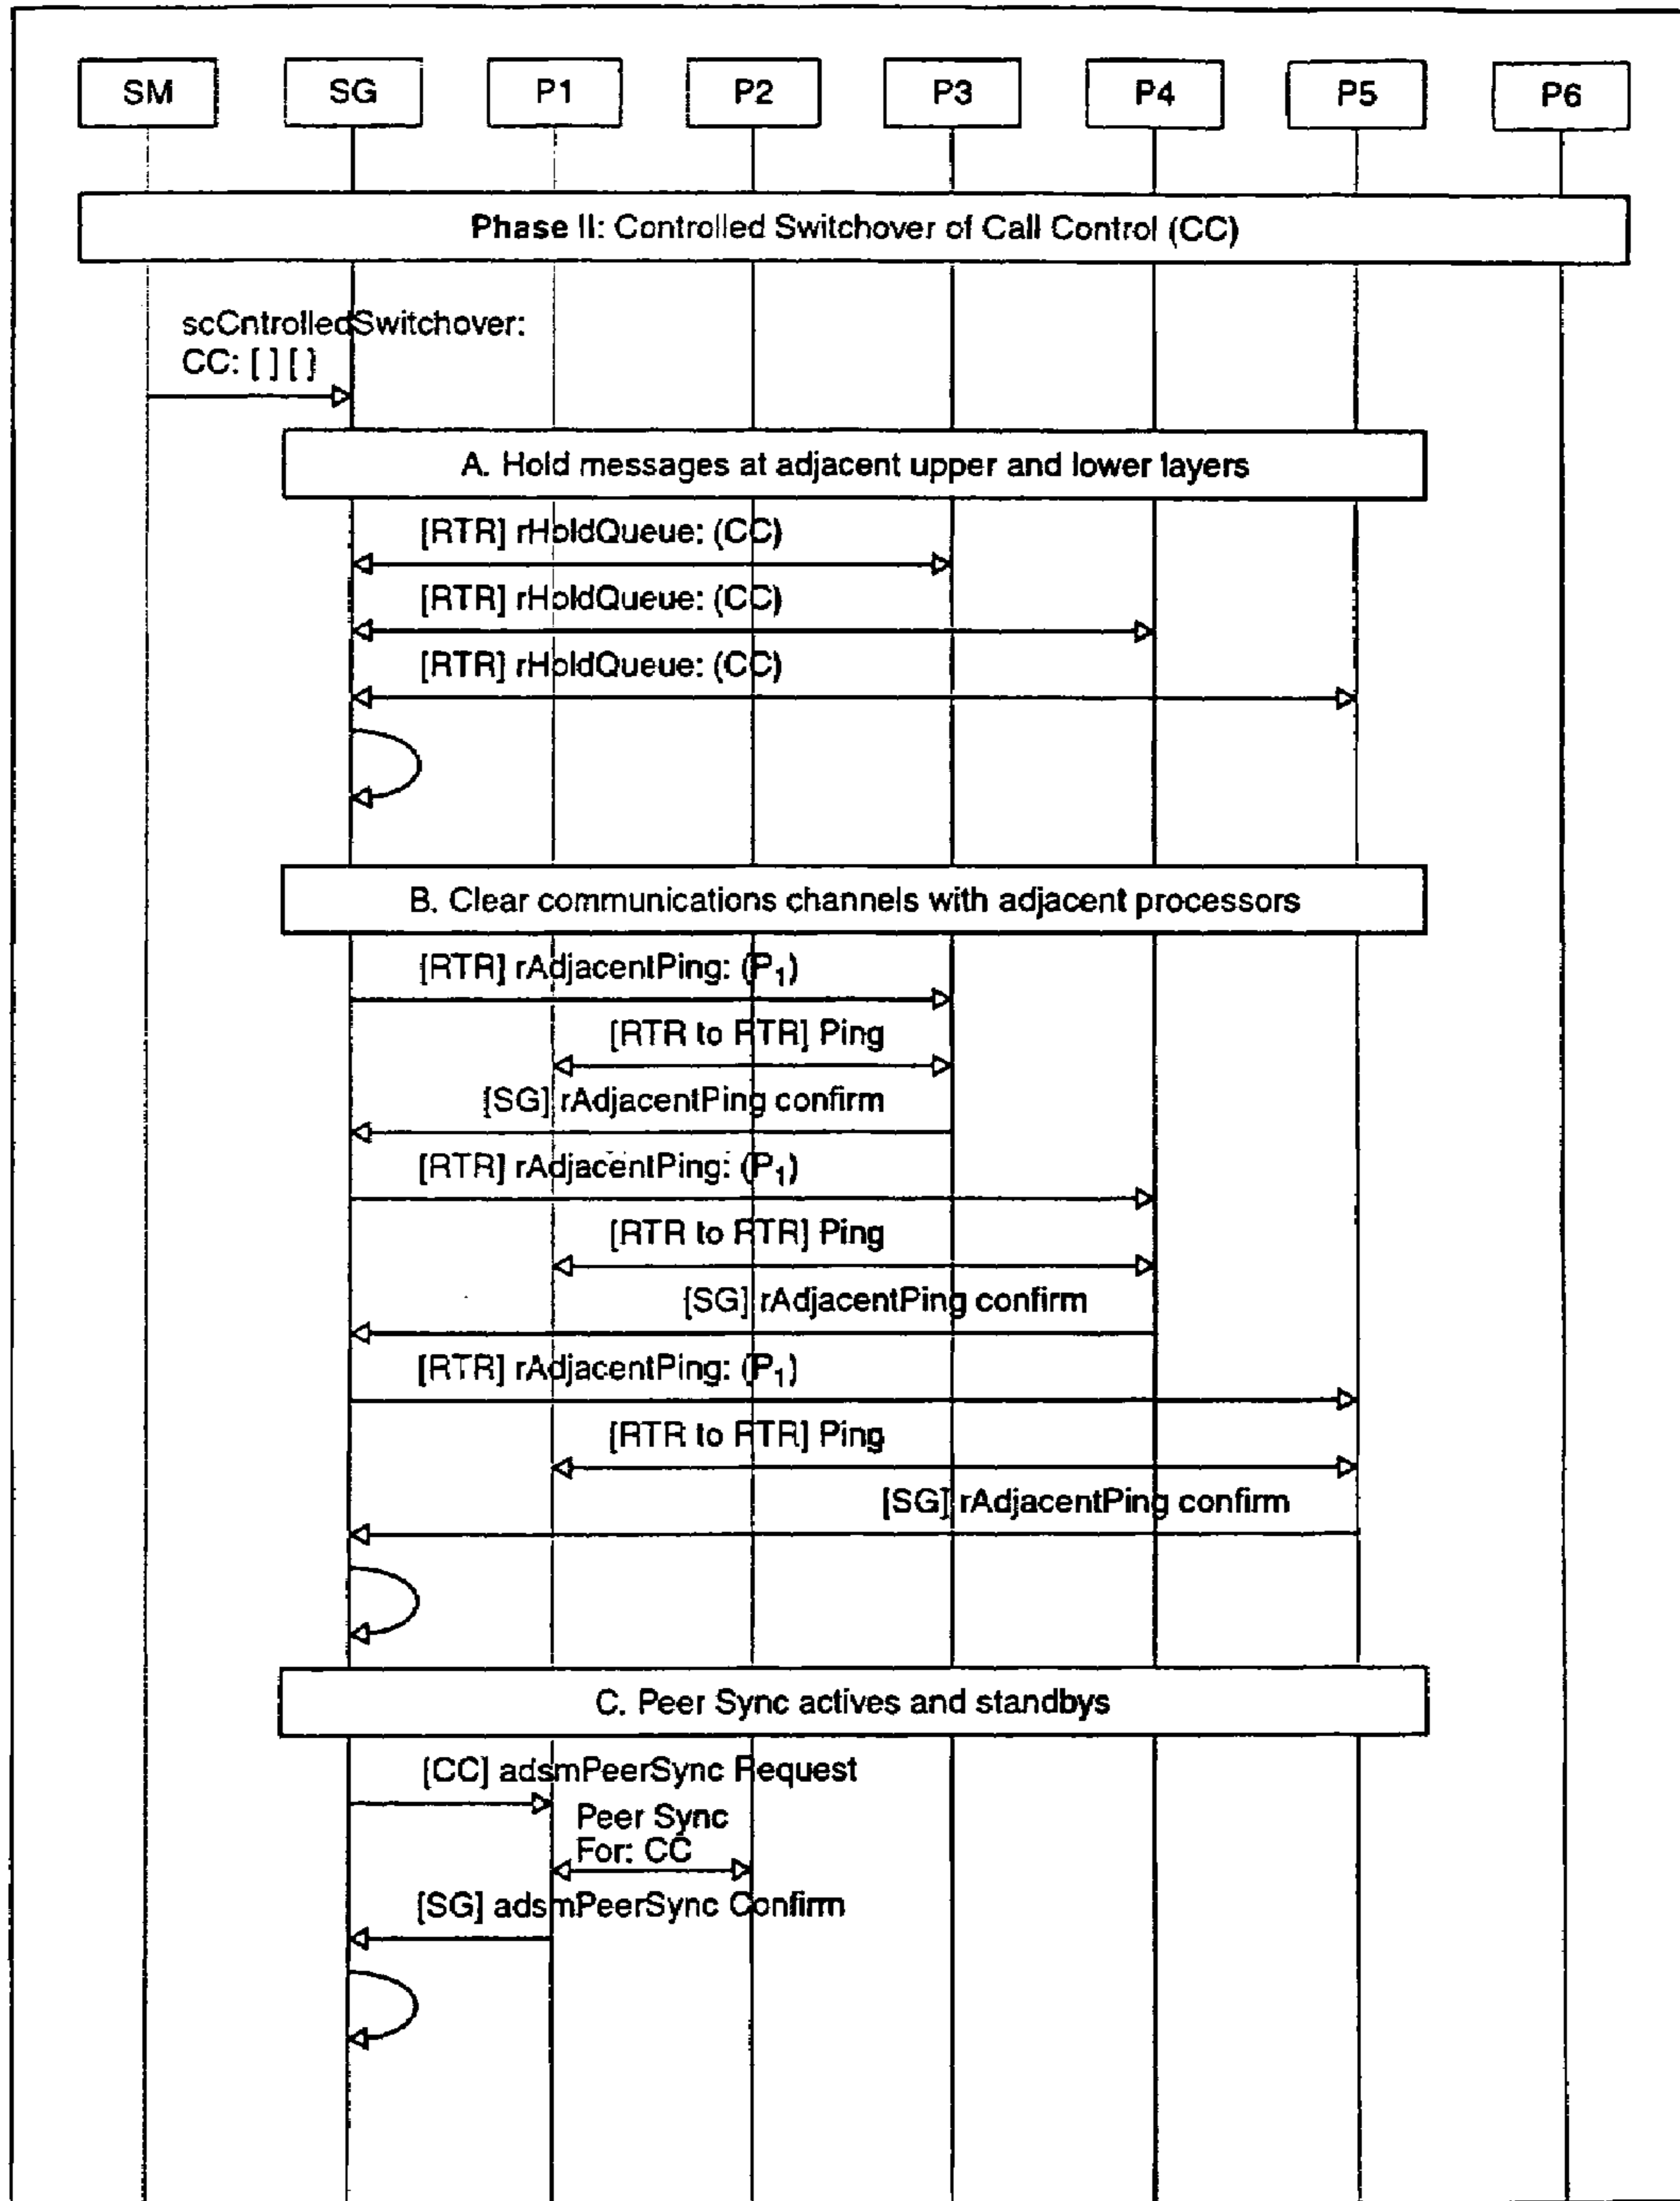 SM SG P1 P2 P3 P4 P5 P6
Phase II: Controlled Switchover of Call Control (CC)
scCntrolledSwitchover:
CC: [ ] [ ]
A. Hold messages at adjacent upper and lower layers
[RTR] rHoldQueue: (CC)
[RTR] rHoldQueue: (CC)
[RTR] rHoldQueue: (CC)
B. Clear communications channels with adjacent processors
[RTR] rAdjacentPing: (P₁)
[RTR to RTR] Ping
[SG] rAdjacentPing confirm
[RTR] rAdjacentPing: (P₁)
[RTR to RTR] Ping
[SG] rAdjacentPing confirm
[RTR] rAdjacentPing: (P₁)
[RTR to RTR] Ping
[SG] rAdjacentPing confirm
C. Peer Sync actives and standbys
[CC] adsmPeerSync Request
Peer Sync
For: CC
[SG] adsmPeerSync Confirm